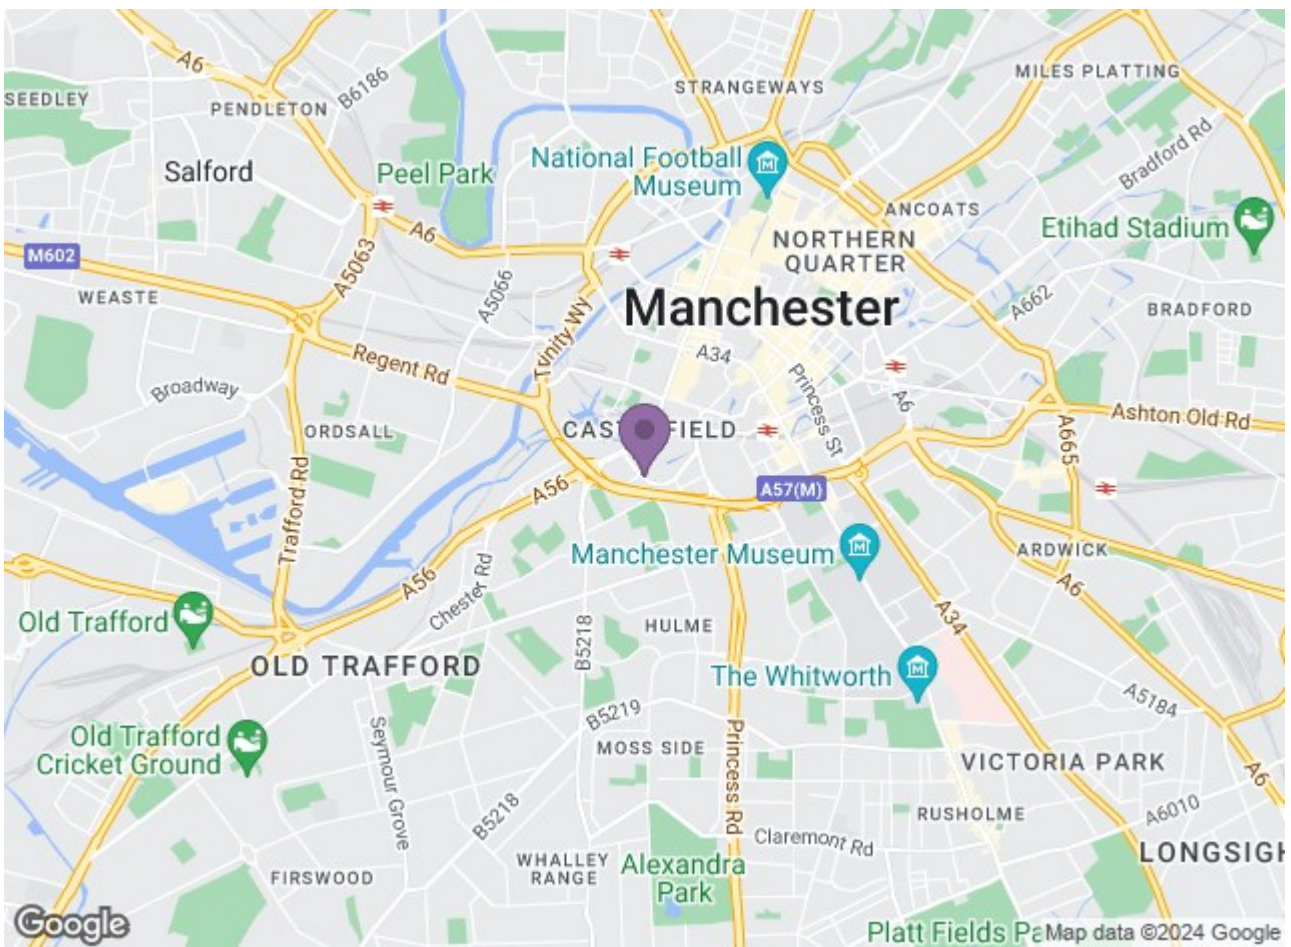 A6
SEEDLEY
PENDLETON
B6186
STRANGEWAYS
MILES PLATTING
Bradford Rd
Salford
Peel Park
National Football
Museum
ANCOATS
Etihad Stadium
A6
NORTHERN
QUARTER
M602
A5063
A5066
WEASTE
Manchester
A662
BRADFORD
Trinity Wy
A34
Regent Rd
Princess St
A6
Broadway
Ashton Old Rd
ORDSALL
CAST FIELD
A665
Trafford Rd
A56
A57(M)
Manchester Museum
ARDWICK
A56
Chester Rd
A6
Old Trafford
B5218
HULME
A34
OLD TRAFFORD
The Whitworth
A5184
B5219
Old Trafford
Cricket Ground
Seymour Grove
MOSS SIDE
Princess Rd
VICTORIA PARK
A6
B5218
RUSHOLME
A6010
Claremont Rd
LONGSIGH
WHALLEY
RANGE
Alexandra
Park
FIRSWOOD
Google
Platt Fields Pa
Map data ©2024 Google